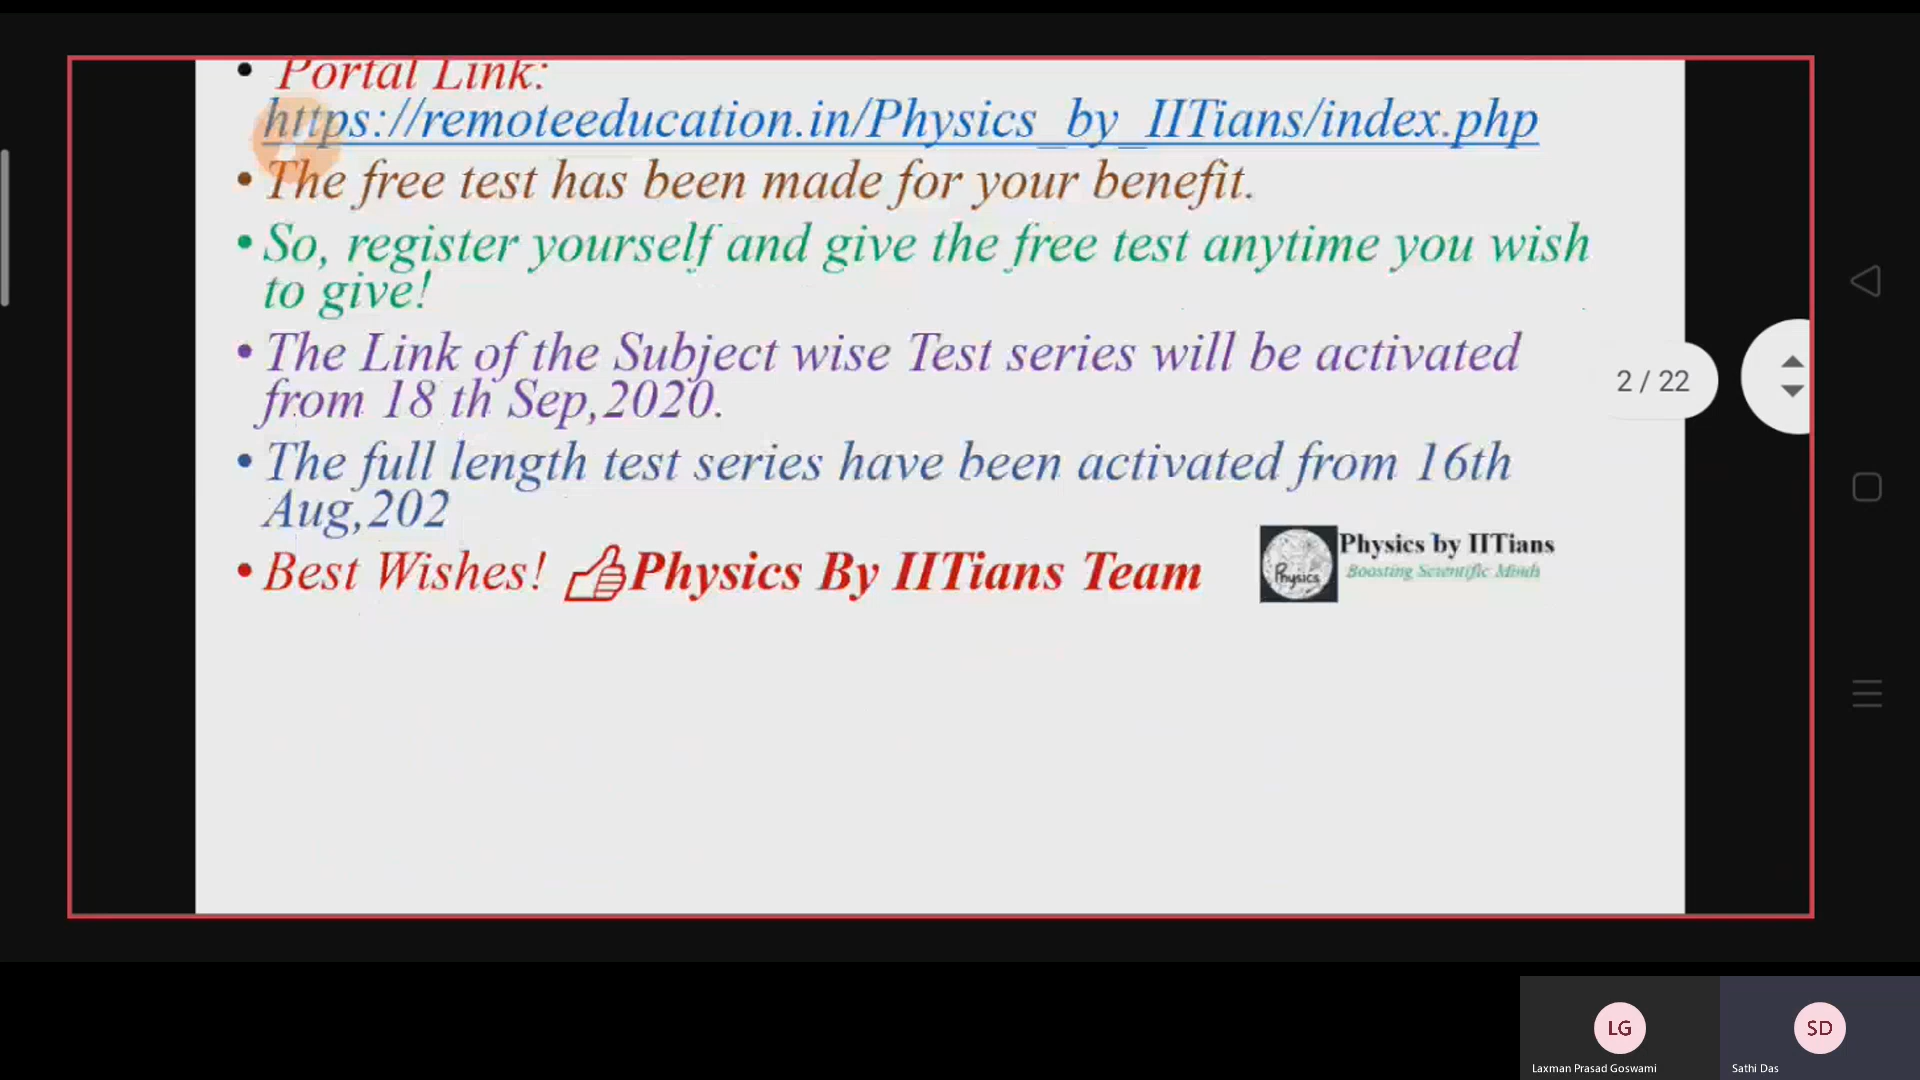 • Portal Link:
https://remoteeducation.in/Physics_by_IITians/index.php
• The free test has been made for your benefit.
• So, register yourself and give the free test anytime you wish
to give!
• The Link of the Subject wise Test series will be activated
from 18 th Sep,2020.
• The full length test series have been activated from 16th
Aug,202
• Best Wishes! Physics By IITians Team
Physics by IITians
Boosting Scientific Minds
Physics
2 / 22
LG
Laxman Prasad Goswami
SD
Sathi Das